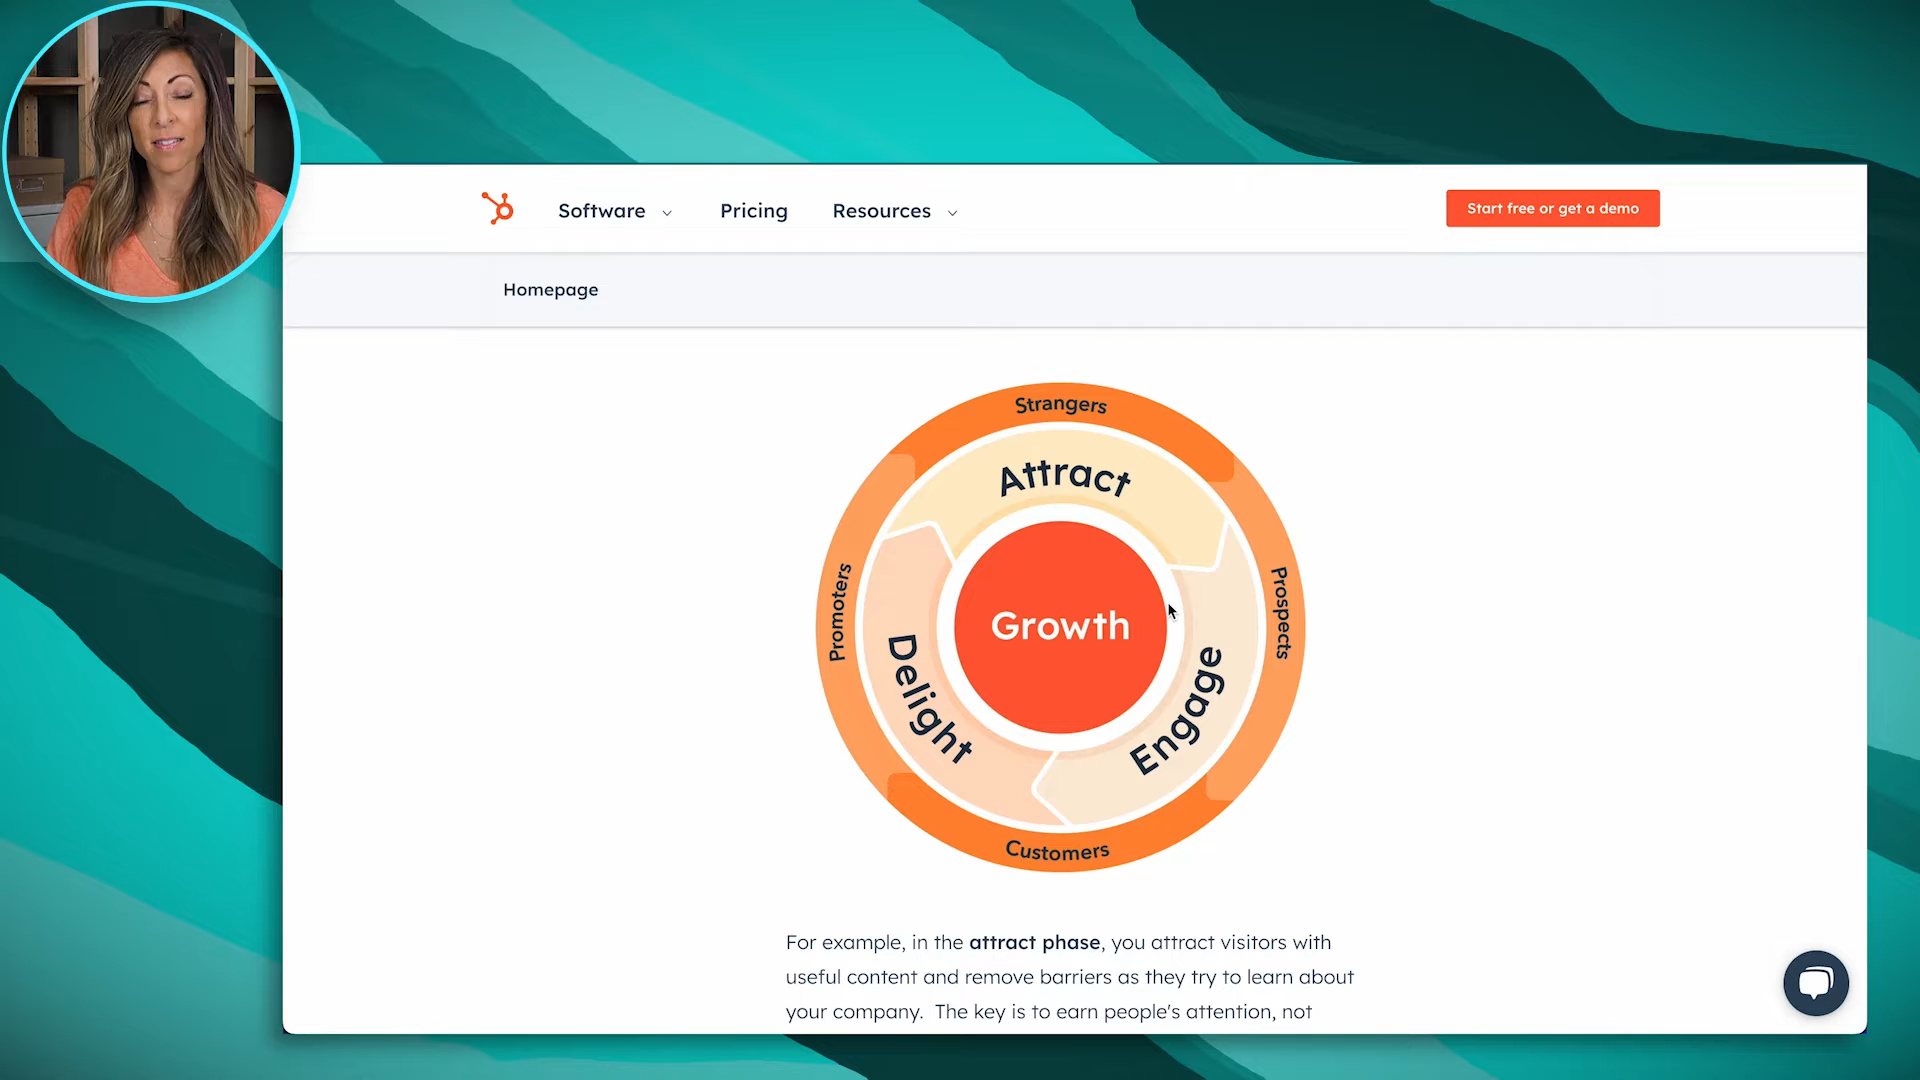 Software
Pricing
Resources
Start free or get a demo
Homepage
Strangers
Attract
Promoters
Prospects
Growth
Delight
Engage
Customers
For example, in the attract phase, you attract visitors with
useful content and remove barriers as they try to learn about
your company. The key is to earn people's attention, not